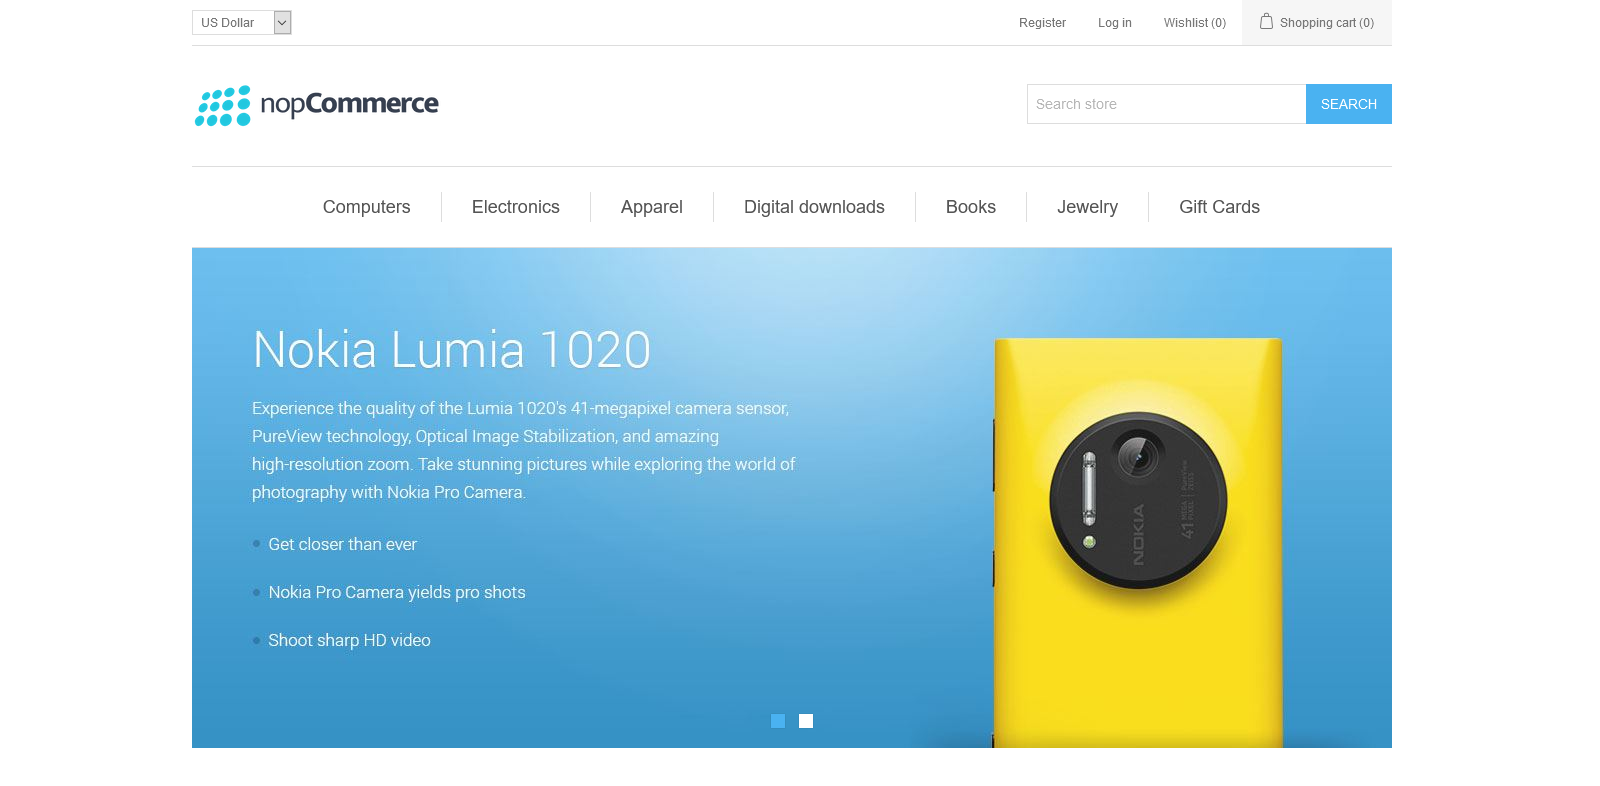 US Dollar
Register
Log in
Wishlist (0)
Shopping cart (0)
nopCommerce
Search store
SEARCH
Computers
Electronics
Apparel
Digital downloads
Books
Jewelry
Gift Cards
Nokia Lumia 1020
Experience the quality of the Lumia 1020's 41-megapixel camera sensor,
PureView technology, Optical Image Stabilization, and amazing
high-resolution zoom. Take stunning pictures while exploring the world of
photography with Nokia Pro Camera.
Get closer than ever
Nokia Pro Camera yields pro shots
Shoot sharp HD video
NOKIA
41 MEGA PIXEL
PureView
ZEISS